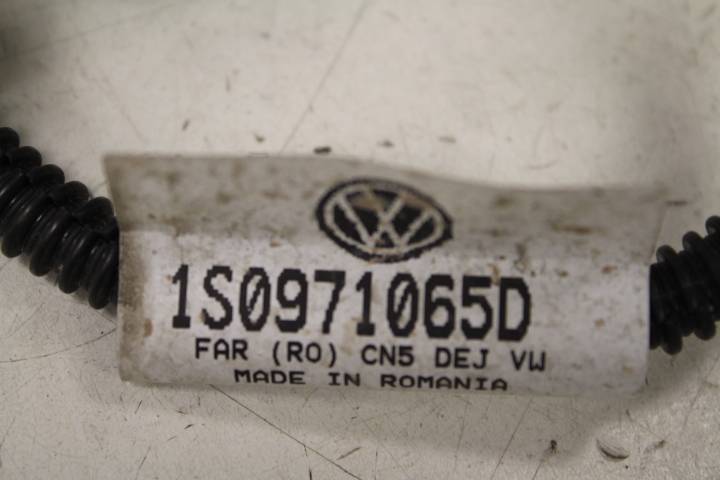 1S0971065D
FAR (RO) CN5 DEJ VW
MADE IN ROMANIA